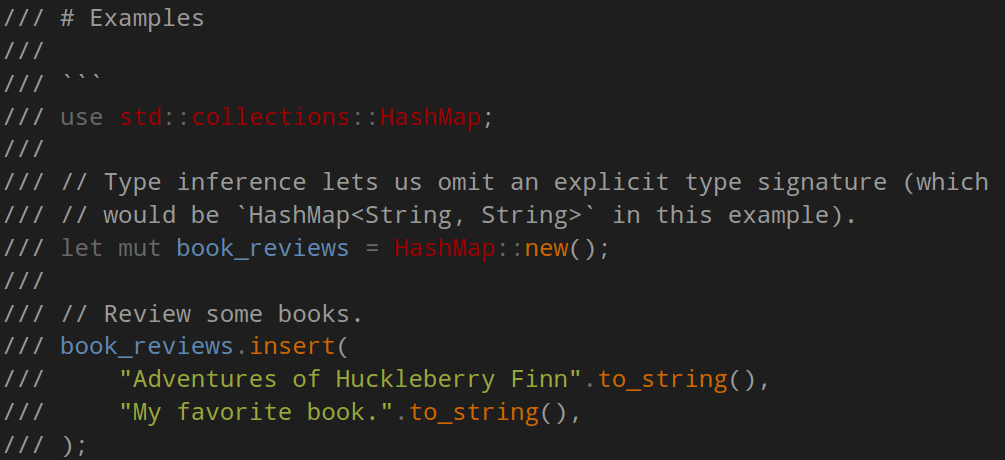 /// # Examples
///
/// ```
/// use std::collections::HashMap;
///
/// // Type inference lets us omit an explicit type signature (which
/// // would be `HashMap<String, String>` in this example).
/// let mut book_reviews = HashMap::new();
///
/// // Review some books.
/// book_reviews.insert(
///     "Adventures of Huckleberry Finn".to_string(),
///     "My favorite book.".to_string(),
/// );